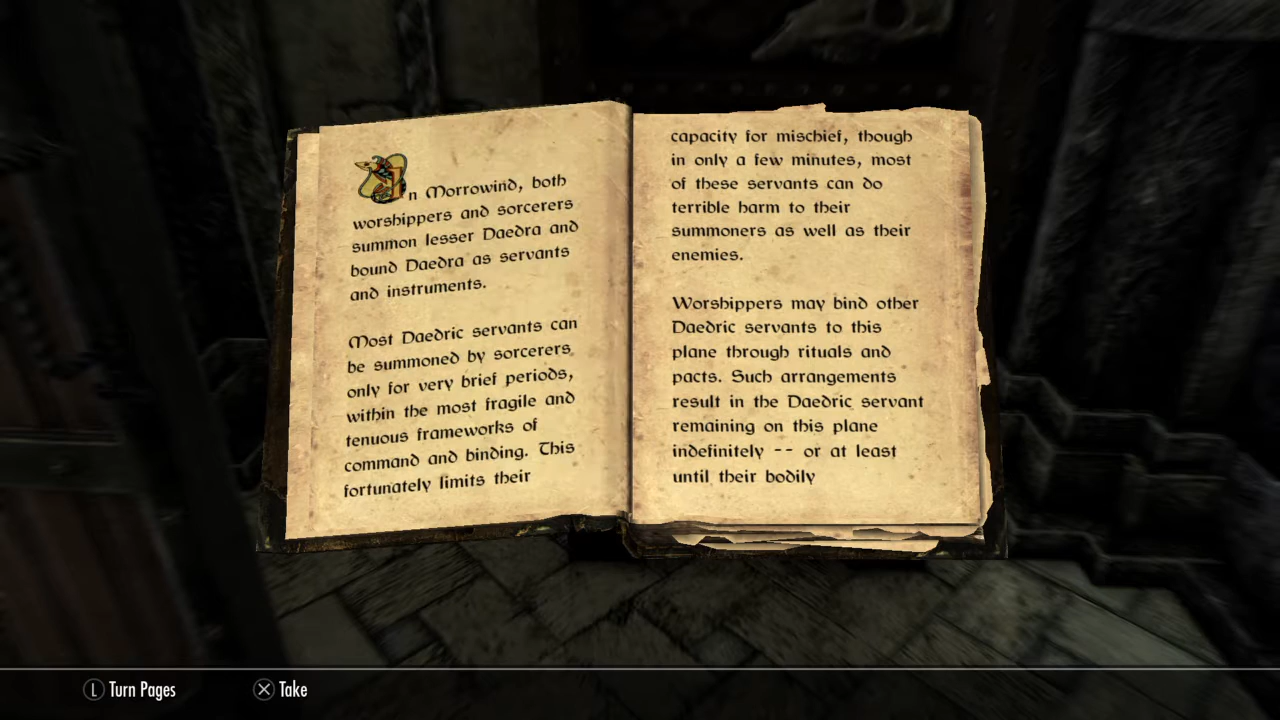 In Morrowind, both
worshippers and sorcerers
summon lesser Daedra and
bound Daedra as servants
and instruments.
Most Daedric servants can
be summoned by sorcerers
only for very brief periods,
within the most fragile and
tenuous frameworks of
command and binding. This
fortunately limits their
capacity for mischief, though
in only a few minutes, most
of these servants can do
terrible harm to their
summoners as well as their
enemies.
Worshippers may bind other
Daedric servants to this
plane through rituals and
pacts. Such arrangements
result in the Daedric servant
remaining on this plane
indefinitely -- or at least
until their bodily
L Turn Pages
X Take